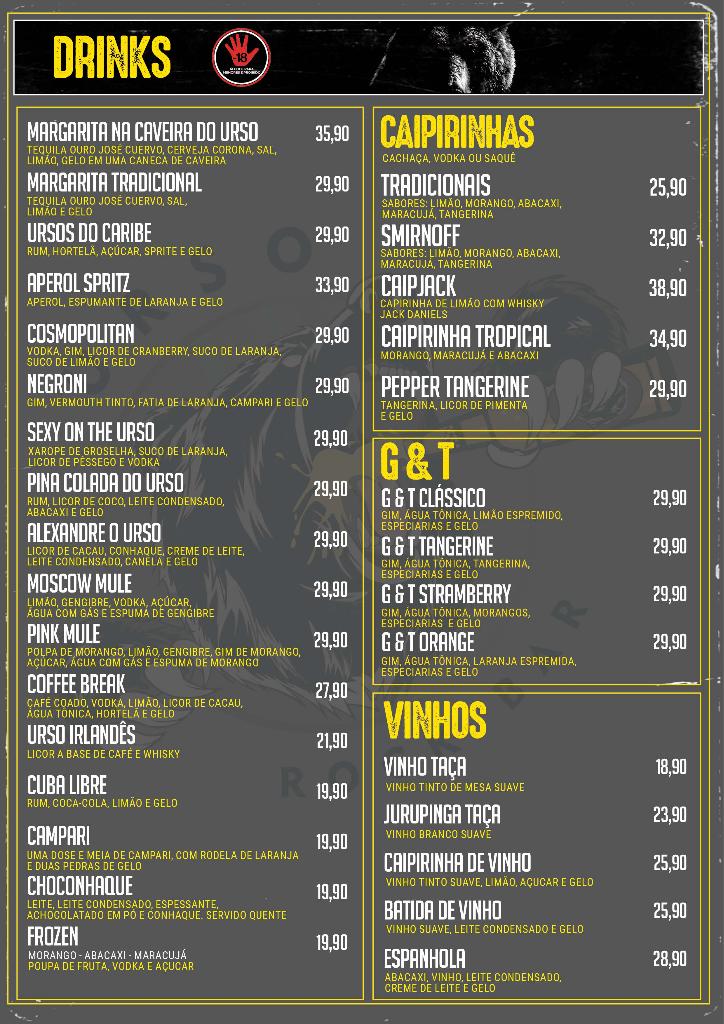 DRINKS
18
MARGARITA NA CAVEIRA DO URSO 35,90
TEQUILA OURO JOSÉ CUERVO, CERVEJA CORONA, SAL,
LIMÃO, GELO EM UMA CANECA DE CAVEIRA
MARGARITA TRADICIONAL 29,90
TEQUILA OURO JOSÉ CUERVO, SAL,
LIMÃO E GELO
URSOS DO CARIBE 29,90
RUM, HORTELÃ, AÇÚCAR, SPRITE E GELO
APEROL SPRITZ 33,90
APEROL, ESPUMANTE DE LARANJA E GELO
COSMOPOLITAN 29,90
VODKA, GIM, LICOR DE CRANBERRY, SUCO DE LARANJA,
SUCO DE LIMÃO E GELO
NEGRONI 29,90
GIM, VERMOUTH TINTO, FATIA DE LARANJA, CAMPARI E GELO
SEXY ON THE URSO 29,90
XAROPE DE GROSELHA, SUCO DE LARANJA,
LICOR DE PÊSSEGO E VODKA
PINA COLADA DO URSO 29,90
RUM, LICOR DE COCO, LEITE CONDENSADO,
ABACAXI E GELO
ALEXANDRE O URSO 29,90
LICOR DE CACAU, CONHAQUE, CREME DE LEITE,
LEITE CONDENSADO, CANELA E GELO
MOSCOW MULE 29,90
LIMÃO, GENGIBRE, VODKA, AÇÚCAR,
ÁGUA COM GÁS E ESPUMA DE GENGIBRE
PINK MULE 29,90
POLPA DE MORANGO, LIMÃO, GENGIBRE, GIM DE MORANGO,
AÇÚCAR, ÁGUA COM GÁS E ESPUMA DE MORANGO
COFFEE BREAK 27,90
CAFÉ COADO, VODKA, LIMÃO, LICOR DE CACAU,
ÁGUA TÔNICA, HORTELÃ E GELO
URSO IRLANDÊS 21,90
LICOR A BASE DE CAFÉ E WHISKY
CUBA LIBRE 19,90
RUM, COCA-COLA, LIMÃO E GELO
CAMPARI 19,90
UMA DOSE E MEIA DE CAMPARI, COM RODELA DE LARANJA
E DUAS PEDRAS DE GELO
CHOCONHAQUE 19,90
LEITE, LEITE CONDENSADO, ESPESSANTE,
ACHOCOLATADO EM PÓ E CONHAQUE. SERVIDO QUENTE
FROZEN 19,90
MORANGO - ABACAXI - MARACUJÁ
POUPA DE FRUTA, VODKA E AÇUCAR
CAIPIRINHAS
CACHAÇA, VODKA OU SAQUÊ
TRADICIONAIS 25,90
SABORES: LIMÃO, MORANGO, ABACAXI,
MARACUJÁ, TANGERINA
SMIRNOFF 32,90
SABORES: LIMÃO, MORANGO, ABACAXI,
MARACUJÁ, TANGERINA
CAIPJACK 38,90
CAPIRINHA DE LIMÃO COM WHISKY
JACK DANIELS
CAIPIRINHA TROPICAL 34,90
MORANGO, MARACUJÁ E ABACAXI
PEPPER TANGERINE 29,90
TANGERINA, LICOR DE PIMENTA
E GELO
G & T
G & T CLÁSSICO 29,90
GIM, ÁGUA TÔNICA, LIMÃO ESPREMIDO,
ESPECIARIAS E GELO
G & T TANGERINE 29,90
GIM, ÁGUA TÔNICA, TANGERINA,
ESPECIARIAS E GELO
G & T STRAMBERRY 29,90
GIM, ÁGUA TÔNICA, MORANGOS,
ESPECIARIAS E GELO
G & T ORANGE 29,90
GIM, ÁGUA TÔNICA, LARANJA ESPREMIDA,
ESPECIARIAS E GELO
VINHOS
VINHO TAÇA 18,90
VINHO TINTO DE MESA SUAVE
JURUPINGA TAÇA 23,90
VINHO BRANCO SUAVE
CAIPIRINHA DE VINHO 25,90
VINHO TINTO SUAVE, LIMÃO, AÇUCAR E GELO
BATIDA DE VINHO 25,90
VINHO SUAVE, LEITE CONDENSADO E GELO
ESPANHOLA 28,90
ABACAXI, VINHO, LEITE CONDENSADO,
CREME DE LEITE E GELO
URSO
ROCK BAR